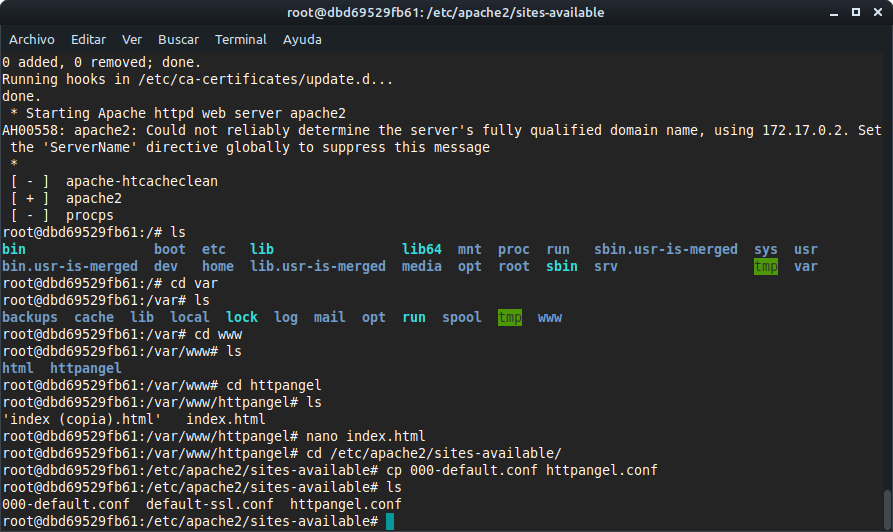 root@dbd69529fb61: /etc/apache2/sites-available
Archivo Editar Ver Buscar Terminal Ayuda
0 added, 0 removed; done.
Running hooks in /etc/ca-certificates/update.d...
done.
 * Starting Apache httpd web server apache2
AH00558: apache2: Could not reliably determine the server's fully qualified domain name, using 172.17.0.2. Set
 the 'ServerName' directive globally to suppress this message
 *
 [ - ]  apache-htcacheclean
 [ + ]  apache2
 [ - ]  procps
root@dbd69529fb61:/# ls
bin                boot  etc   lib                lib64  mnt  proc  run   sbin.usr-is-merged  sys  usr
bin.usr-is-merged  dev   home  lib.usr-is-merged  media  opt  root  sbin  srv                 tmp  var
root@dbd69529fb61:/# cd var
root@dbd69529fb61:/var# ls
backups  cache  lib  local  lock  log  mail  opt  run  spool  tmp  www
root@dbd69529fb61:/var# cd www
root@dbd69529fb61:/var/www# ls
html  httpangel
root@dbd69529fb61:/var/www# cd httpangel
root@dbd69529fb61:/var/www/httpangel# ls
'index (copia).html'   index.html
root@dbd69529fb61:/var/www/httpangel# nano index.html
root@dbd69529fb61:/var/www/httpangel# cd /etc/apache2/sites-available/
root@dbd69529fb61:/etc/apache2/sites-available# cp 000-default.conf httpangel.conf
root@dbd69529fb61:/etc/apache2/sites-available# ls
000-default.conf  default-ssl.conf  httpangel.conf
root@dbd69529fb61:/etc/apache2/sites-available#